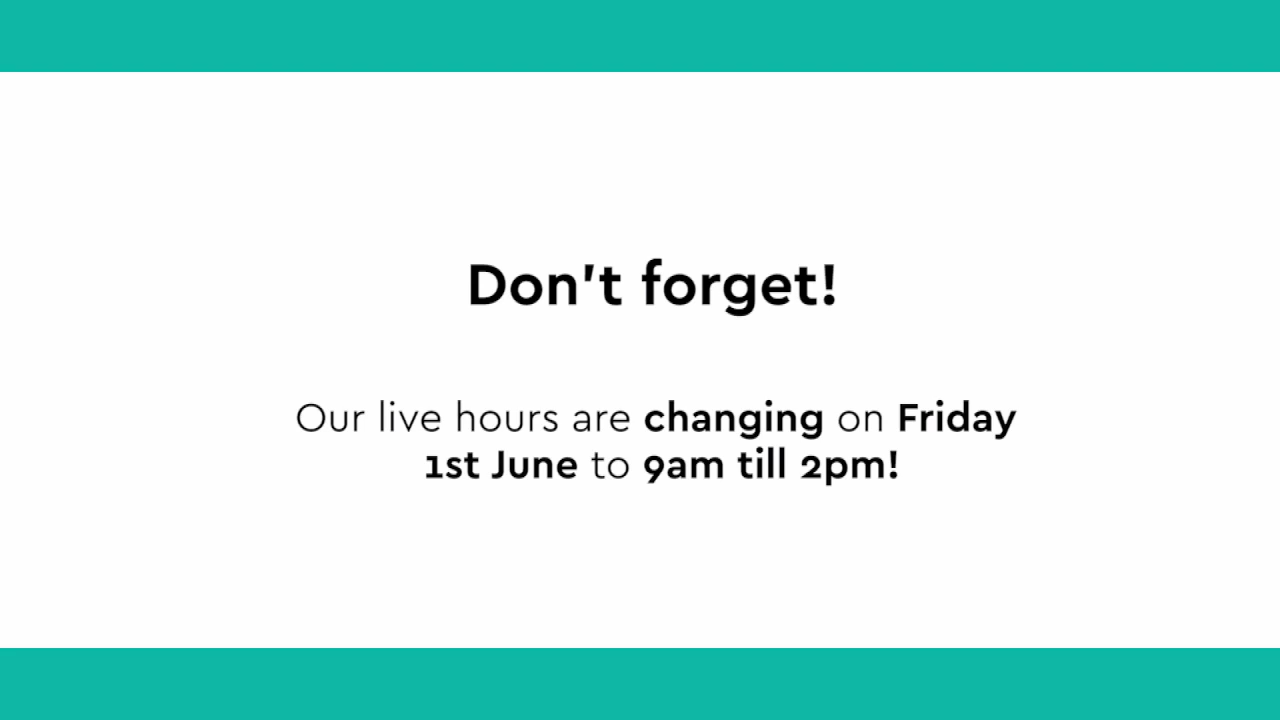 Don't forget!
Our live hours are changing on Friday
1st June to 9am till 2pm!